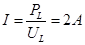 I = P_L / U_L = 2A